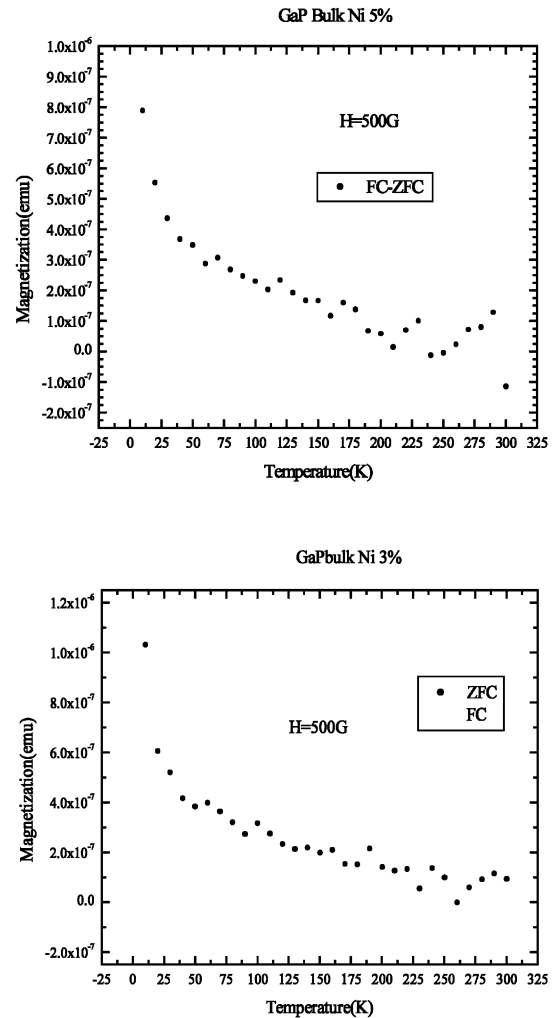 GaP Bulk Ni 5%
1.0x10⁻⁶
9.0x10⁻⁷
8.0x10⁻⁷
7.0x10⁻⁷
6.0x10⁻⁷
5.0x10⁻⁷
4.0x10⁻⁷
3.0x10⁻⁷
2.0x10⁻⁷
1.0x10⁻⁷
0.0
-1.0x10⁻⁷
-2.0x10⁻⁷
Magnetization(emu)
H=500G
FC-ZFC
-25 0 25 50 75 100 125 150 175 200 225 250 275 300 325
Temperature(K)
GaPbulk Ni 3%
1.2x10⁻⁶
1.0x10⁻⁶
8.0x10⁻⁷
6.0x10⁻⁷
4.0x10⁻⁷
2.0x10⁻⁷
0.0
-2.0x10⁻⁷
Magnetization(emu)
ZFC
FC
H=500G
-25 0 25 50 75 100 125 150 175 200 225 250 275 300 325
Temperature(K)